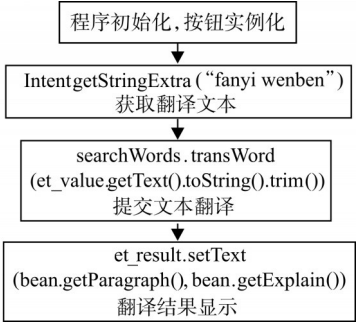 程序初始化,按钮实例化
IntentgetStringExtra(“fanyi wenben”)
获取翻译文本
searchWords.transWord
(et_value.getText().toString().trim())
提交文本翻译
et_result.setText
(bean.getParagraph(), bean.getExplain())
翻译结果显示